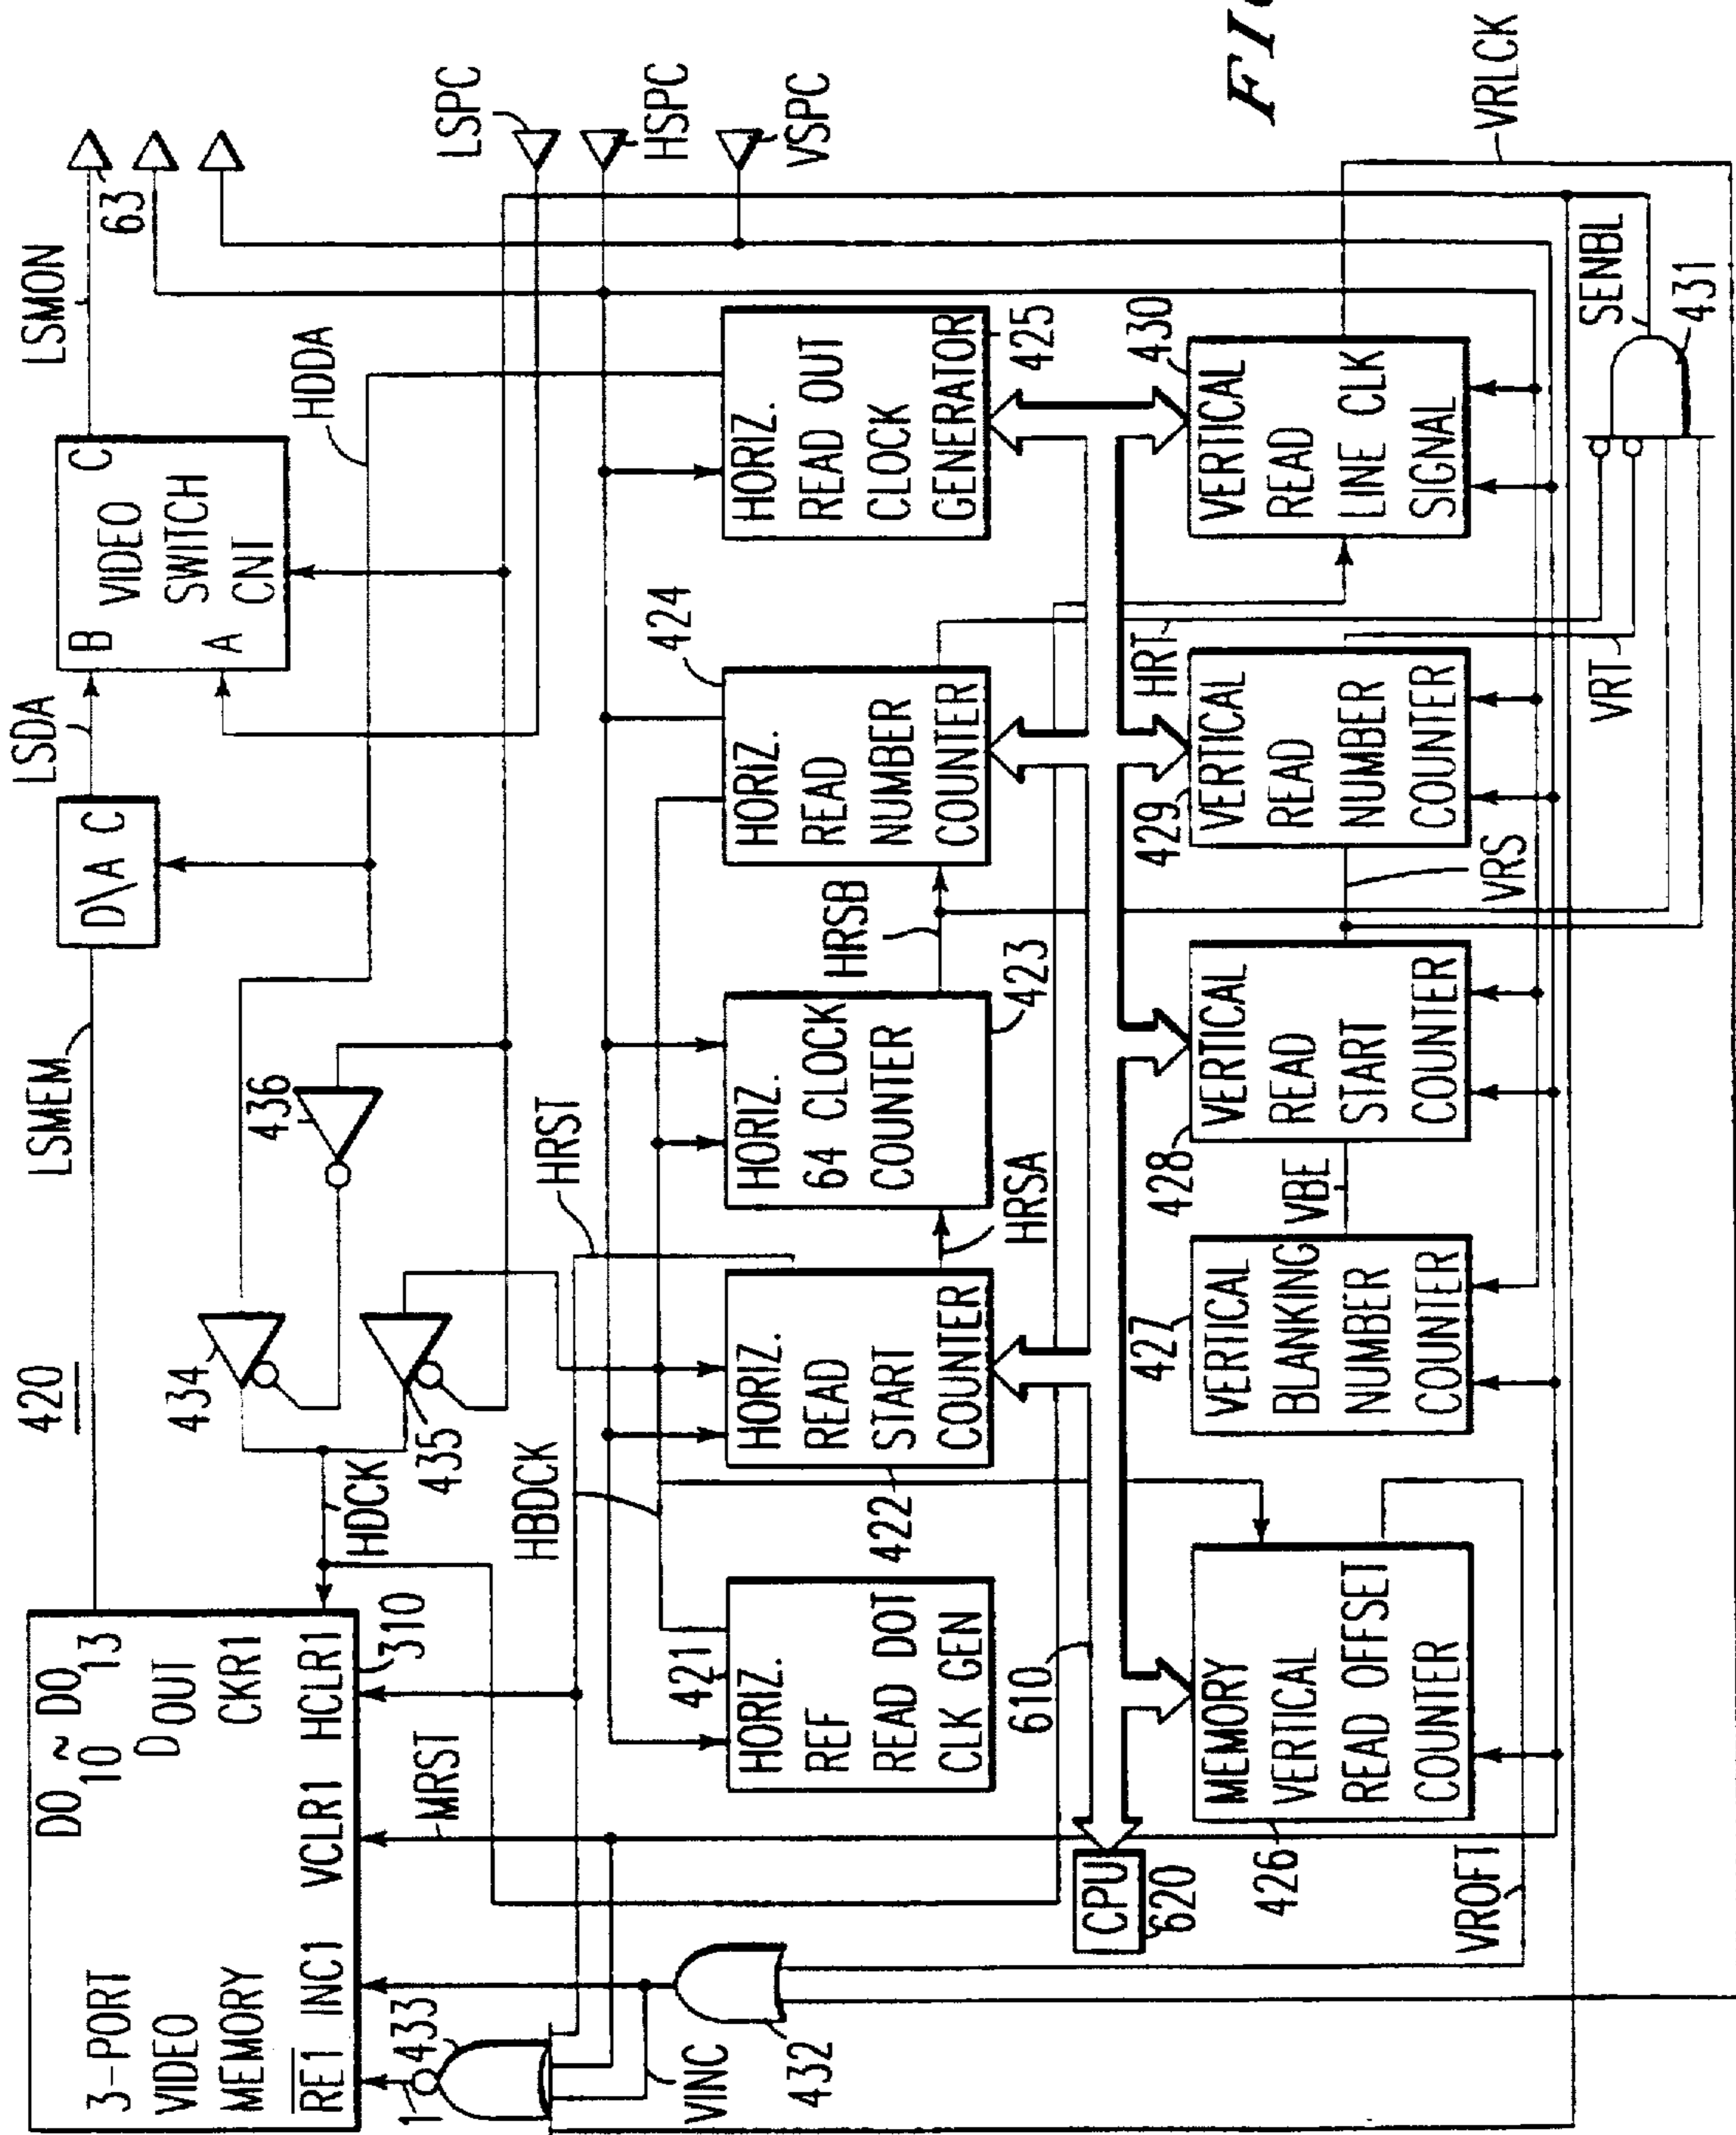 420
LSMEM
LSDA
LSMON
63
3-PORT
VIDEO
MEMORY
DO10 ~ DO13
DOUT
CKR1
RE1 INC1 VCLR1 HCLR1
310
D\A C
B C
VIDEO
SWITCH
CNT
A
HDDA
434
436
435
HDCK
LSPC
HSPC
VSPC
1
433
MRST
HBDCK
HRST
VINC
432
421
HORIZ.
REF
READ DOT
CLK GEN
422
HORIZ.
READ
START
COUNTER
HRSA
HORIZ.
64 CLOCK
COUNTER
423
HRSB
424
HORIZ.
READ
NUMBER
COUNTER
HORIZ.
READ OUT
CLOCK
GENERATOR
425
610
CPU
620
426
MEMORY
VERTICAL
READ OFFSET
COUNTER
VROFT
427
VERTICAL
BLANKING
NUMBER
COUNTER
VBE
428
VERTICAL
READ
START
COUNTER
VRS
429
VERTICAL
READ
NUMBER
COUNTER
HRT
VRT
430
VERTICAL
READ
LINE CLK
SIGNAL
SENBL
431
VRLCK